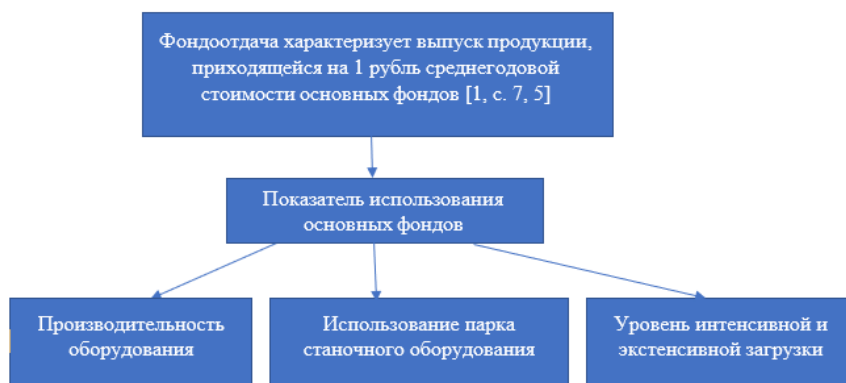 Фондоотдача характеризует выпуск продукции,
приходящейся на 1 рубль среднегодовой
стоимости основных фондов [1, с. 7, 5]
Показатель использования
основных фондов
Производительность
оборудования
Использование парка
станочного оборудования
Уровень интенсивной и
экстенсивной загрузки